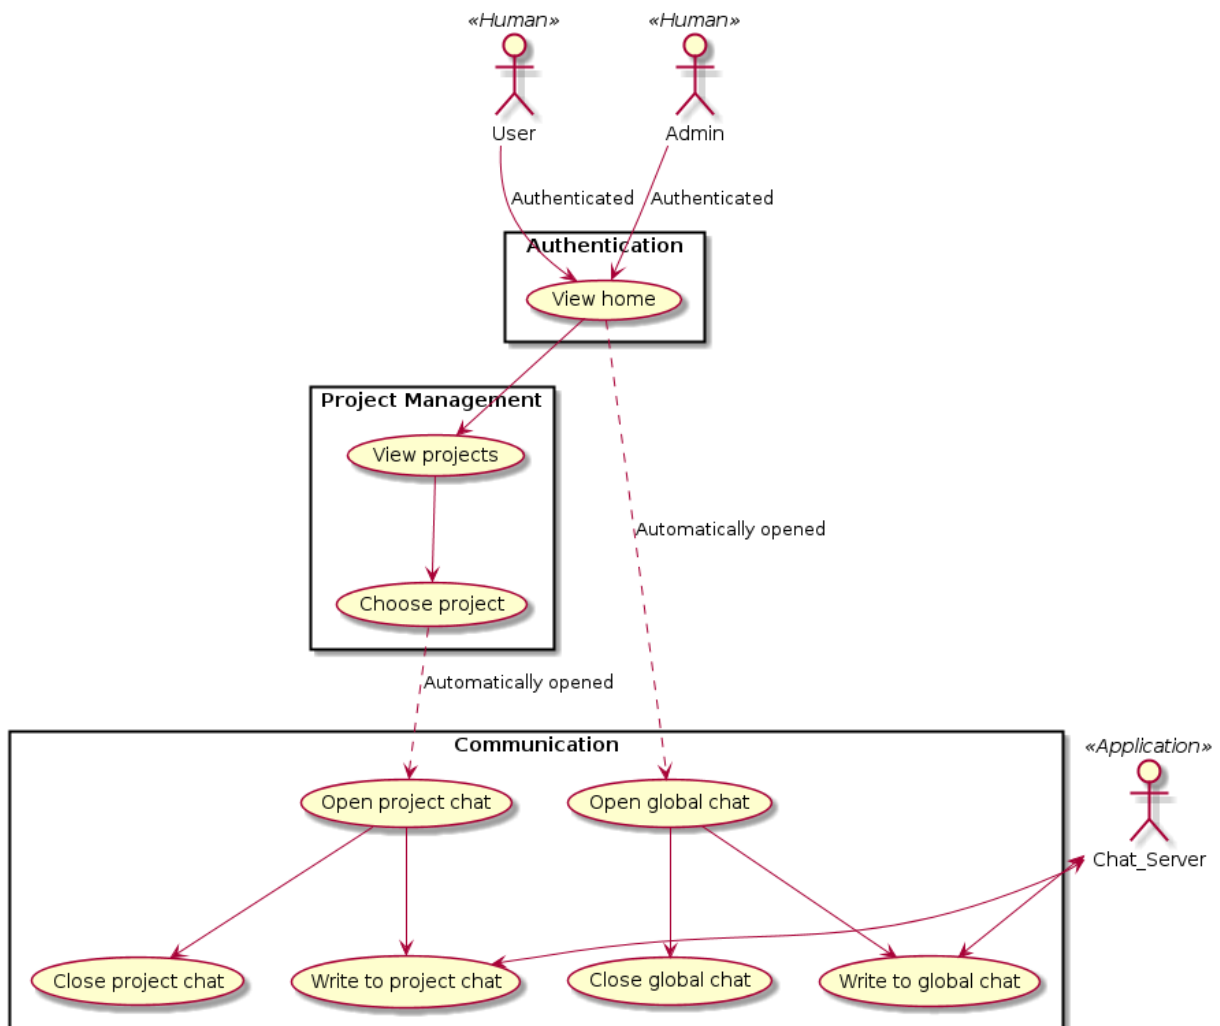 «Human»
«Human»
User
Admin
Authenticated
Authenticated
Authentication
View home
Project Management
View projects
Automatically opened
Choose project
Automatically opened
Communication
«Application»
Open project chat
Open global chat
Chat_Server
Close project chat
Write to project chat
Close global chat
Write to global chat